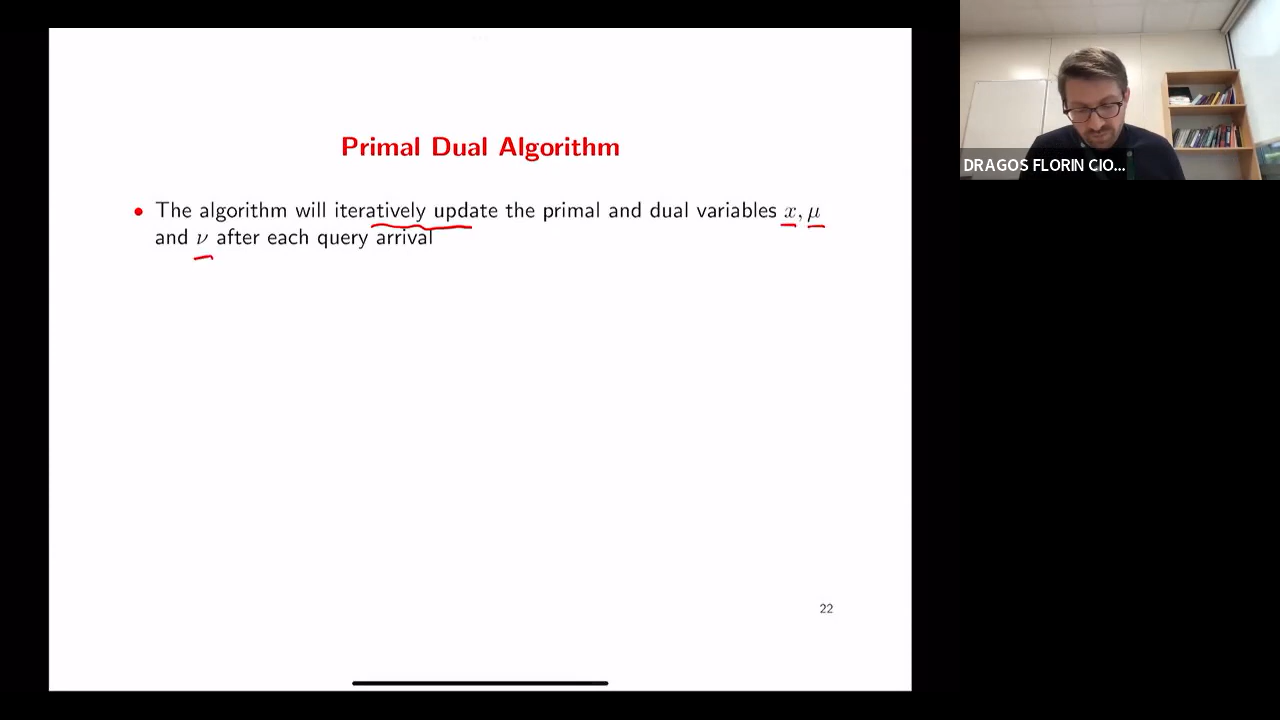 Primal Dual Algorithm
• The algorithm will iteratively update the primal and dual variables x, μ
and ν after each query arrival
22
DRAGOS FLORIN CIO...